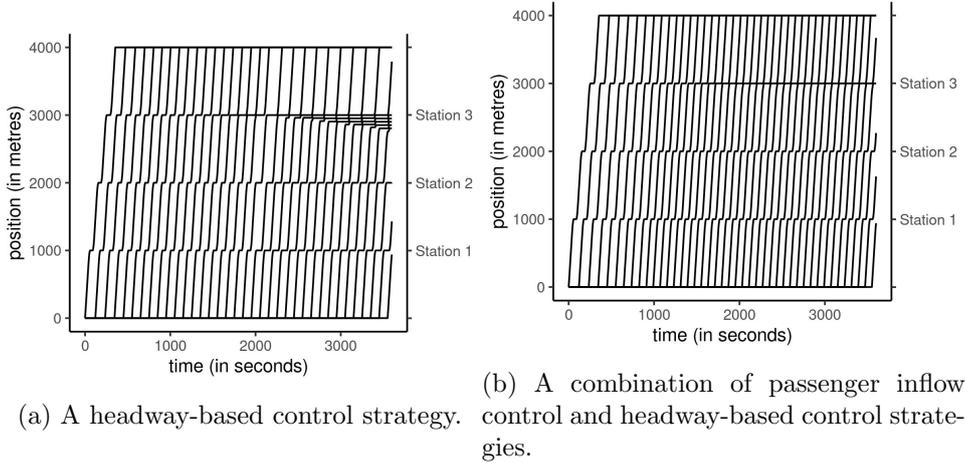 4000
3000
2000
1000
0
position (in metres)
Station 3
Station 2
Station 1
0 1000 2000 3000
time (in seconds)
(a) A headway-based control strategy.
4000
3000
2000
1000
0
position (in metres)
Station 3
Station 2
Station 1
0 1000 2000 3000
time (in seconds)
(b) A combination of passenger inflow
control and headway-based control strate-
gies.